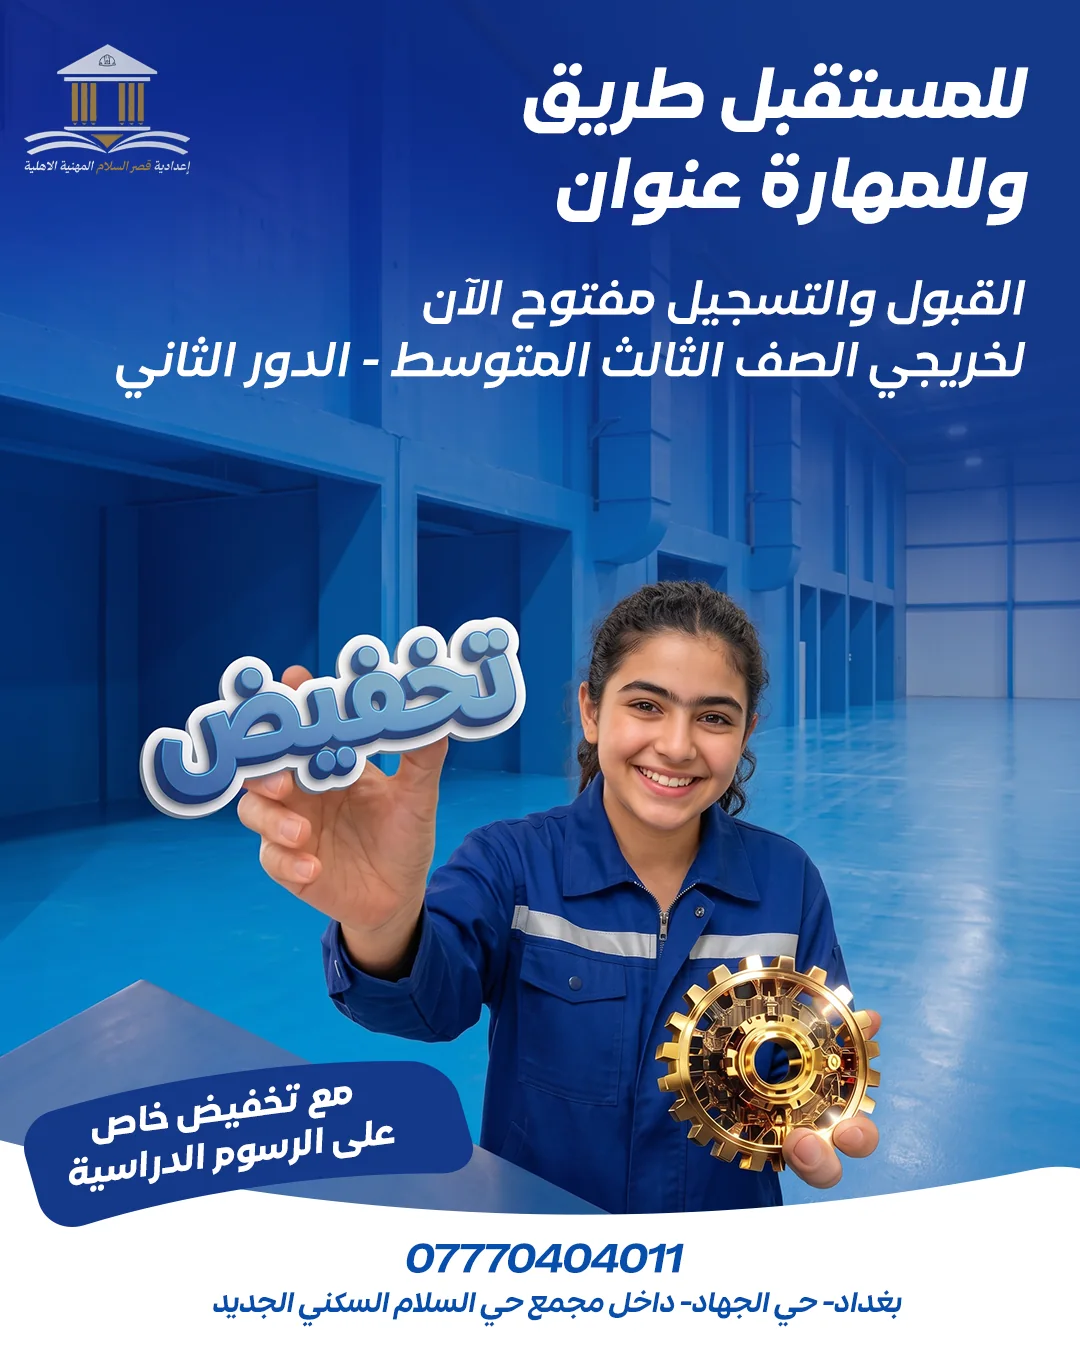 إعدادية قصر السلام المهنية الاهلية
للمستقبل طريق
وللمهارة عنوان
القبول والتسجيل مفتوح الآن
لخريجي الصف الثالث المتوسط - الدور الثاني
تخفيض
مع تخفيض خاص
على الرسوم الدراسية
07770404011
بغداد- حي الجهاد- داخل مجمع حي السلام السكني الجديد